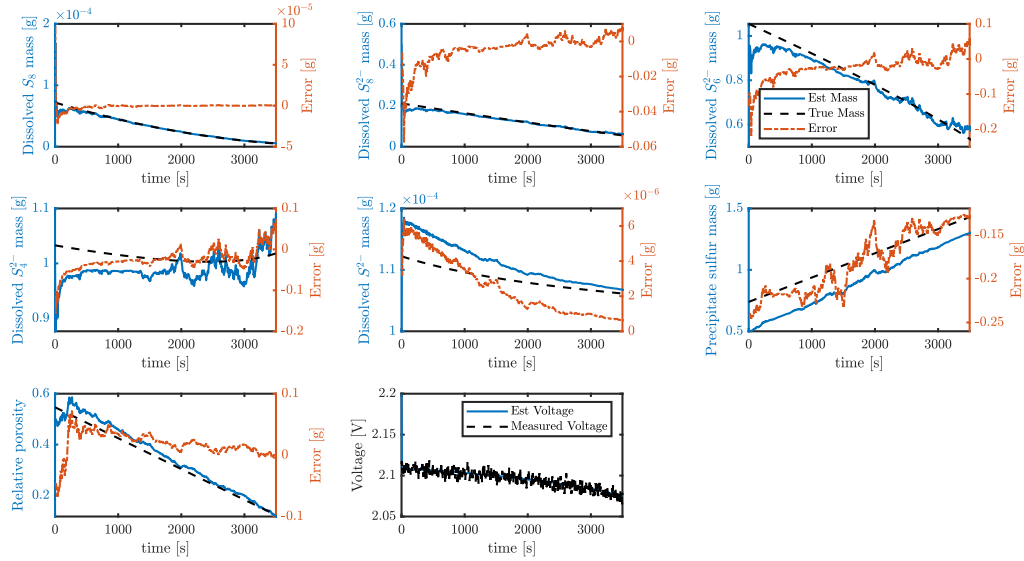 ×10⁻⁴ ×10⁻⁵
Dissolved S₈ mass [g]
2
1
0
10
5
0
-5
Error [g]
0 1000 2000 3000
time [s]
Dissolved S₈²⁻ mass [g]
0.6
0.4
0.2
0
0
-0.02
-0.04
-0.06
Error [g]
0 1000 2000 3000
time [s]
Dissolved S₆²⁻ mass [g]
1
0.8
0.6
Est Mass
True Mass
Error
0.1
0
-0.1
-0.2
Error [g]
0 1000 2000 3000
time [s]
Dissolved S₄²⁻ mass [g]
1.1
1
0.9
0.1
0
-0.1
-0.2
Error [g]
0 1000 2000 3000
time [s]
×10⁻⁴ ×10⁻⁶
Dissolved S²⁻ mass [g]
1.2
1.1
1
6
4
2
0
Error [g]
0 1000 2000 3000
time [s]
Precipitate sulfur mass [g]
1.5
1
0.5
-0.15
-0.2
-0.25
Error [g]
0 1000 2000 3000
time [s]
Relative porosity
0.6
0.4
0.2
0.1
0
-0.1
Error [g]
0 1000 2000 3000
time [s]
Voltage [V]
2.2
2.15
2.1
2.05
Est Voltage
Measured Voltage
0 1000 2000 3000
time [s]